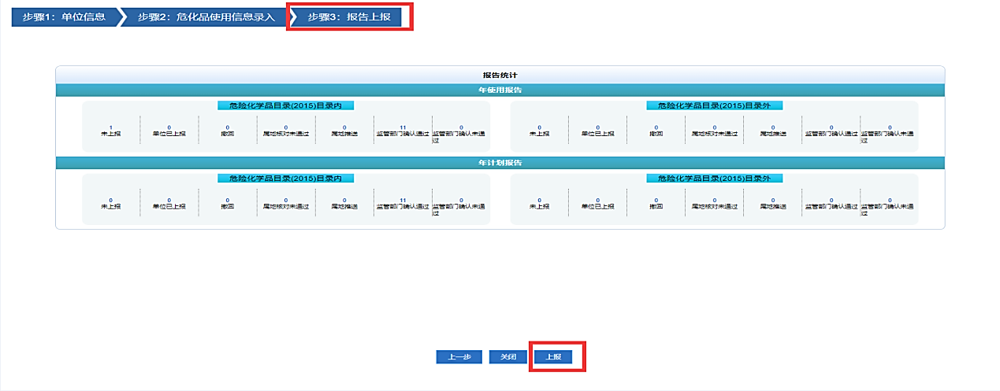 步骤1：单位信息 步骤2：危化品使用信息录入 步骤3：报告上报
报告统计
年使用报告
危险化学品目录(2015)目录内 危险化学品目录(2015)目录外
1 0 0 0 0 11 0 0 0 0 0 0 0 0
未上报 单位已上报 撤回 属地核对未通过 属地推送 监管部门确认通过 监管部门确认未通过 未上报 单位已上报 撤回 属地核对未通过 属地推送 监管部门确认通过 监管部门确认未通过
年计划报告
危险化学品目录(2015)目录内 危险化学品目录(2015)目录外
0 0 0 0 0 11 0 0 0 0 0 0 0 0
未上报 单位已上报 撤回 属地核对未通过 属地推送 监管部门确认通过 监管部门确认未通过 未上报 单位已上报 撤回 属地核对未通过 属地推送 监管部门确认通过 监管部门确认未通过
上一步 关闭 上报